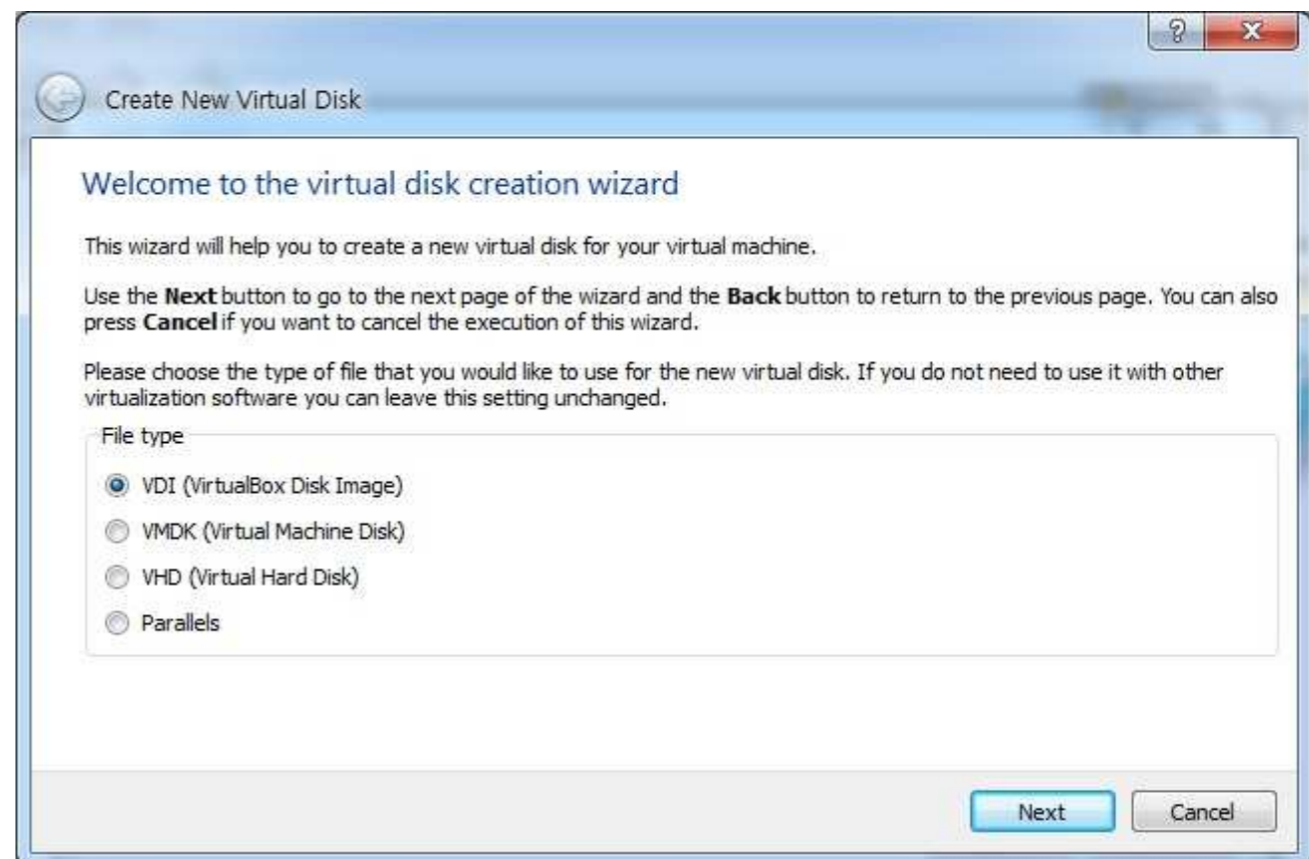 Create New Virtual Disk
Welcome to the virtual disk creation wizard
This wizard will help you to create a new virtual disk for your virtual machine.
Use the Next button to go to the next page of the wizard and the Back button to return to the previous page. You can also
press Cancel if you want to cancel the execution of this wizard.
Please choose the type of file that you would like to use for the new virtual disk. If you do not need to use it with other
virtualization software you can leave this setting unchanged.
File type
VDI (VirtualBox Disk Image)
VMDK (Virtual Machine Disk)
VHD (Virtual Hard Disk)
Parallels
Next Cancel